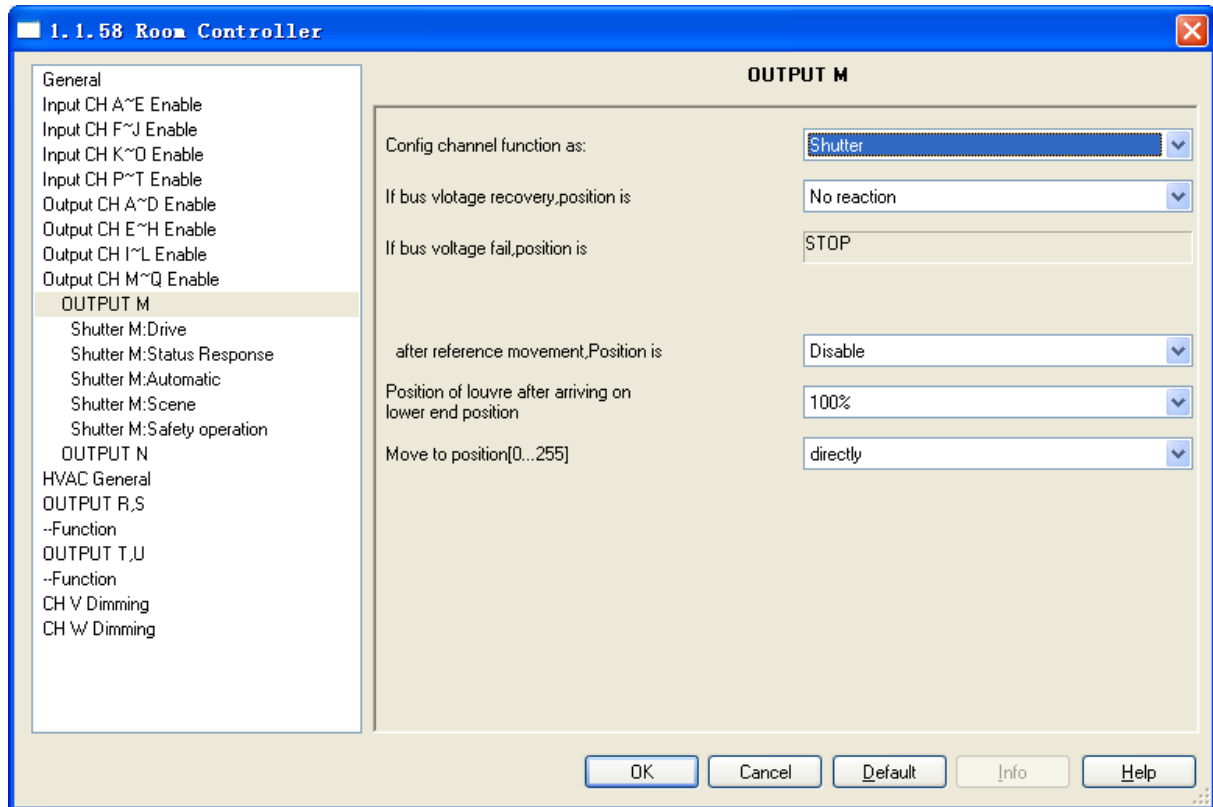 1.1.58 Room Controller
General
Input CH A~E Enable
Input CH F~J Enable
Input CH K~O Enable
Input CH P~T Enable
Output CH A~D Enable
Output CH E~H Enable
Output CH I~L Enable
Output CH M~Q Enable
OUTPUT M
Shutter M:Drive
Shutter M:Status Response
Shutter M:Automatic
Shutter M:Scene
Shutter M:Safety operation
OUTPUT N
HVAC General
OUTPUT R,S
--Function
OUTPUT T,U
--Function
CH V Dimming
CH W Dimming
OUTPUT M
Config channel function as:
Shutter
If bus vlotage recovery,position is
No reaction
If bus voltage fail,position is
STOP
after reference movement,Position is
Disable
Position of louvre after arriving on
lower end position
100%
Move to position[0...255]
directly
OK
Cancel
Default
Info
Help